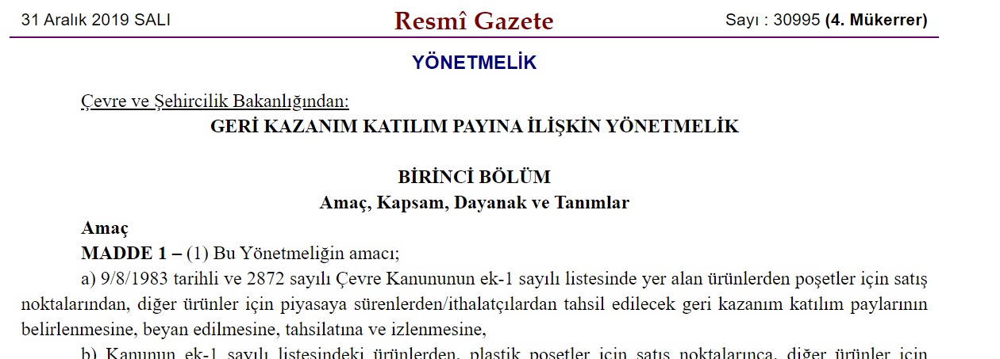 31 Aralık 2019 SALI Resmî Gazete Sayı : 30995 (4. Mükerrer)
YÖNETMELİK
Çevre ve Şehircilik Bakanlığından:
GERİ KAZANIM KATILIM PAYINA İLİŞKİN YÖNETMELİK
BİRİNCİ BÖLÜM
Amaç, Kapsam, Dayanak ve Tanımlar
Amaç
MADDE 1 – (1) Bu Yönetmeliğin amacı;
a) 9/8/1983 tarihli ve 2872 sayılı Çevre Kanununun ek-1 sayılı listesinde yer alan ürünlerden poşetler için satış
noktalarından, diğer ürünler için piyasaya sürenlerden/ithalatçılardan tahsil edilecek geri kazanım katılım paylarının
belirlenmesine, beyan edilmesine, tahsilatına ve izlenmesine,
b) Kanunun ek-1 sayılı listesindeki ürünlerden, plastik poşetler için satış noktalarınca, diğer ürünler için